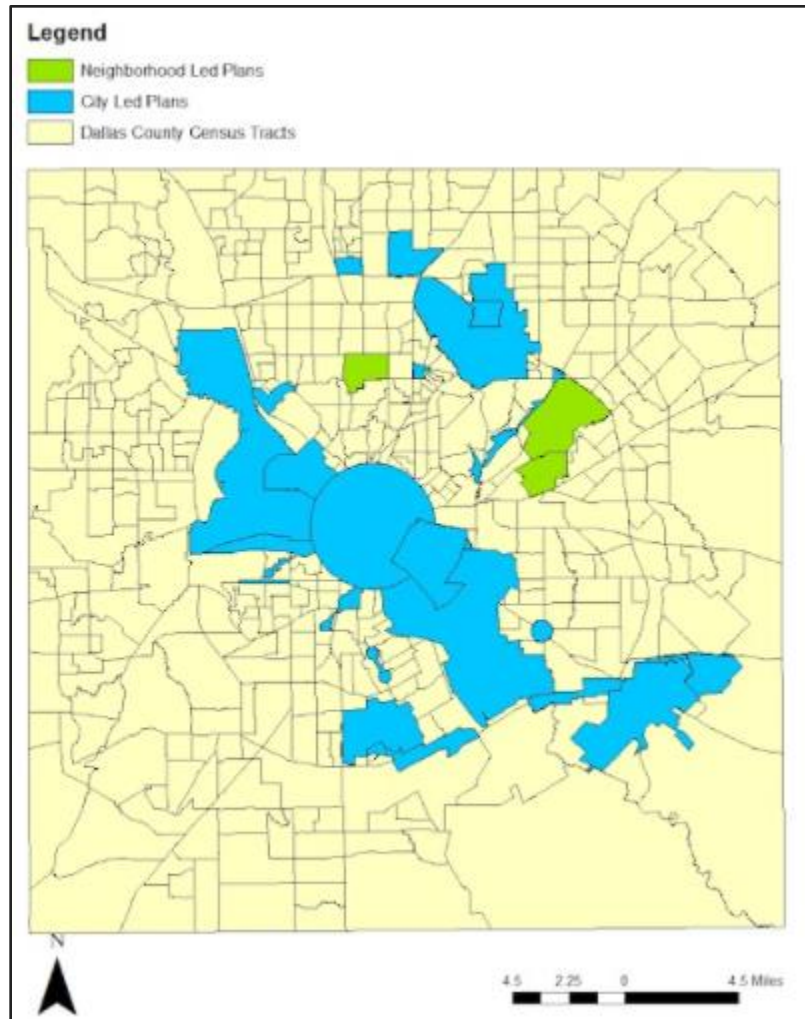 Legend
Neighborhood Led Plans
City Led Plans
Dallas County Census Tracts
N
4.5 2.25 0 4.5 Miles